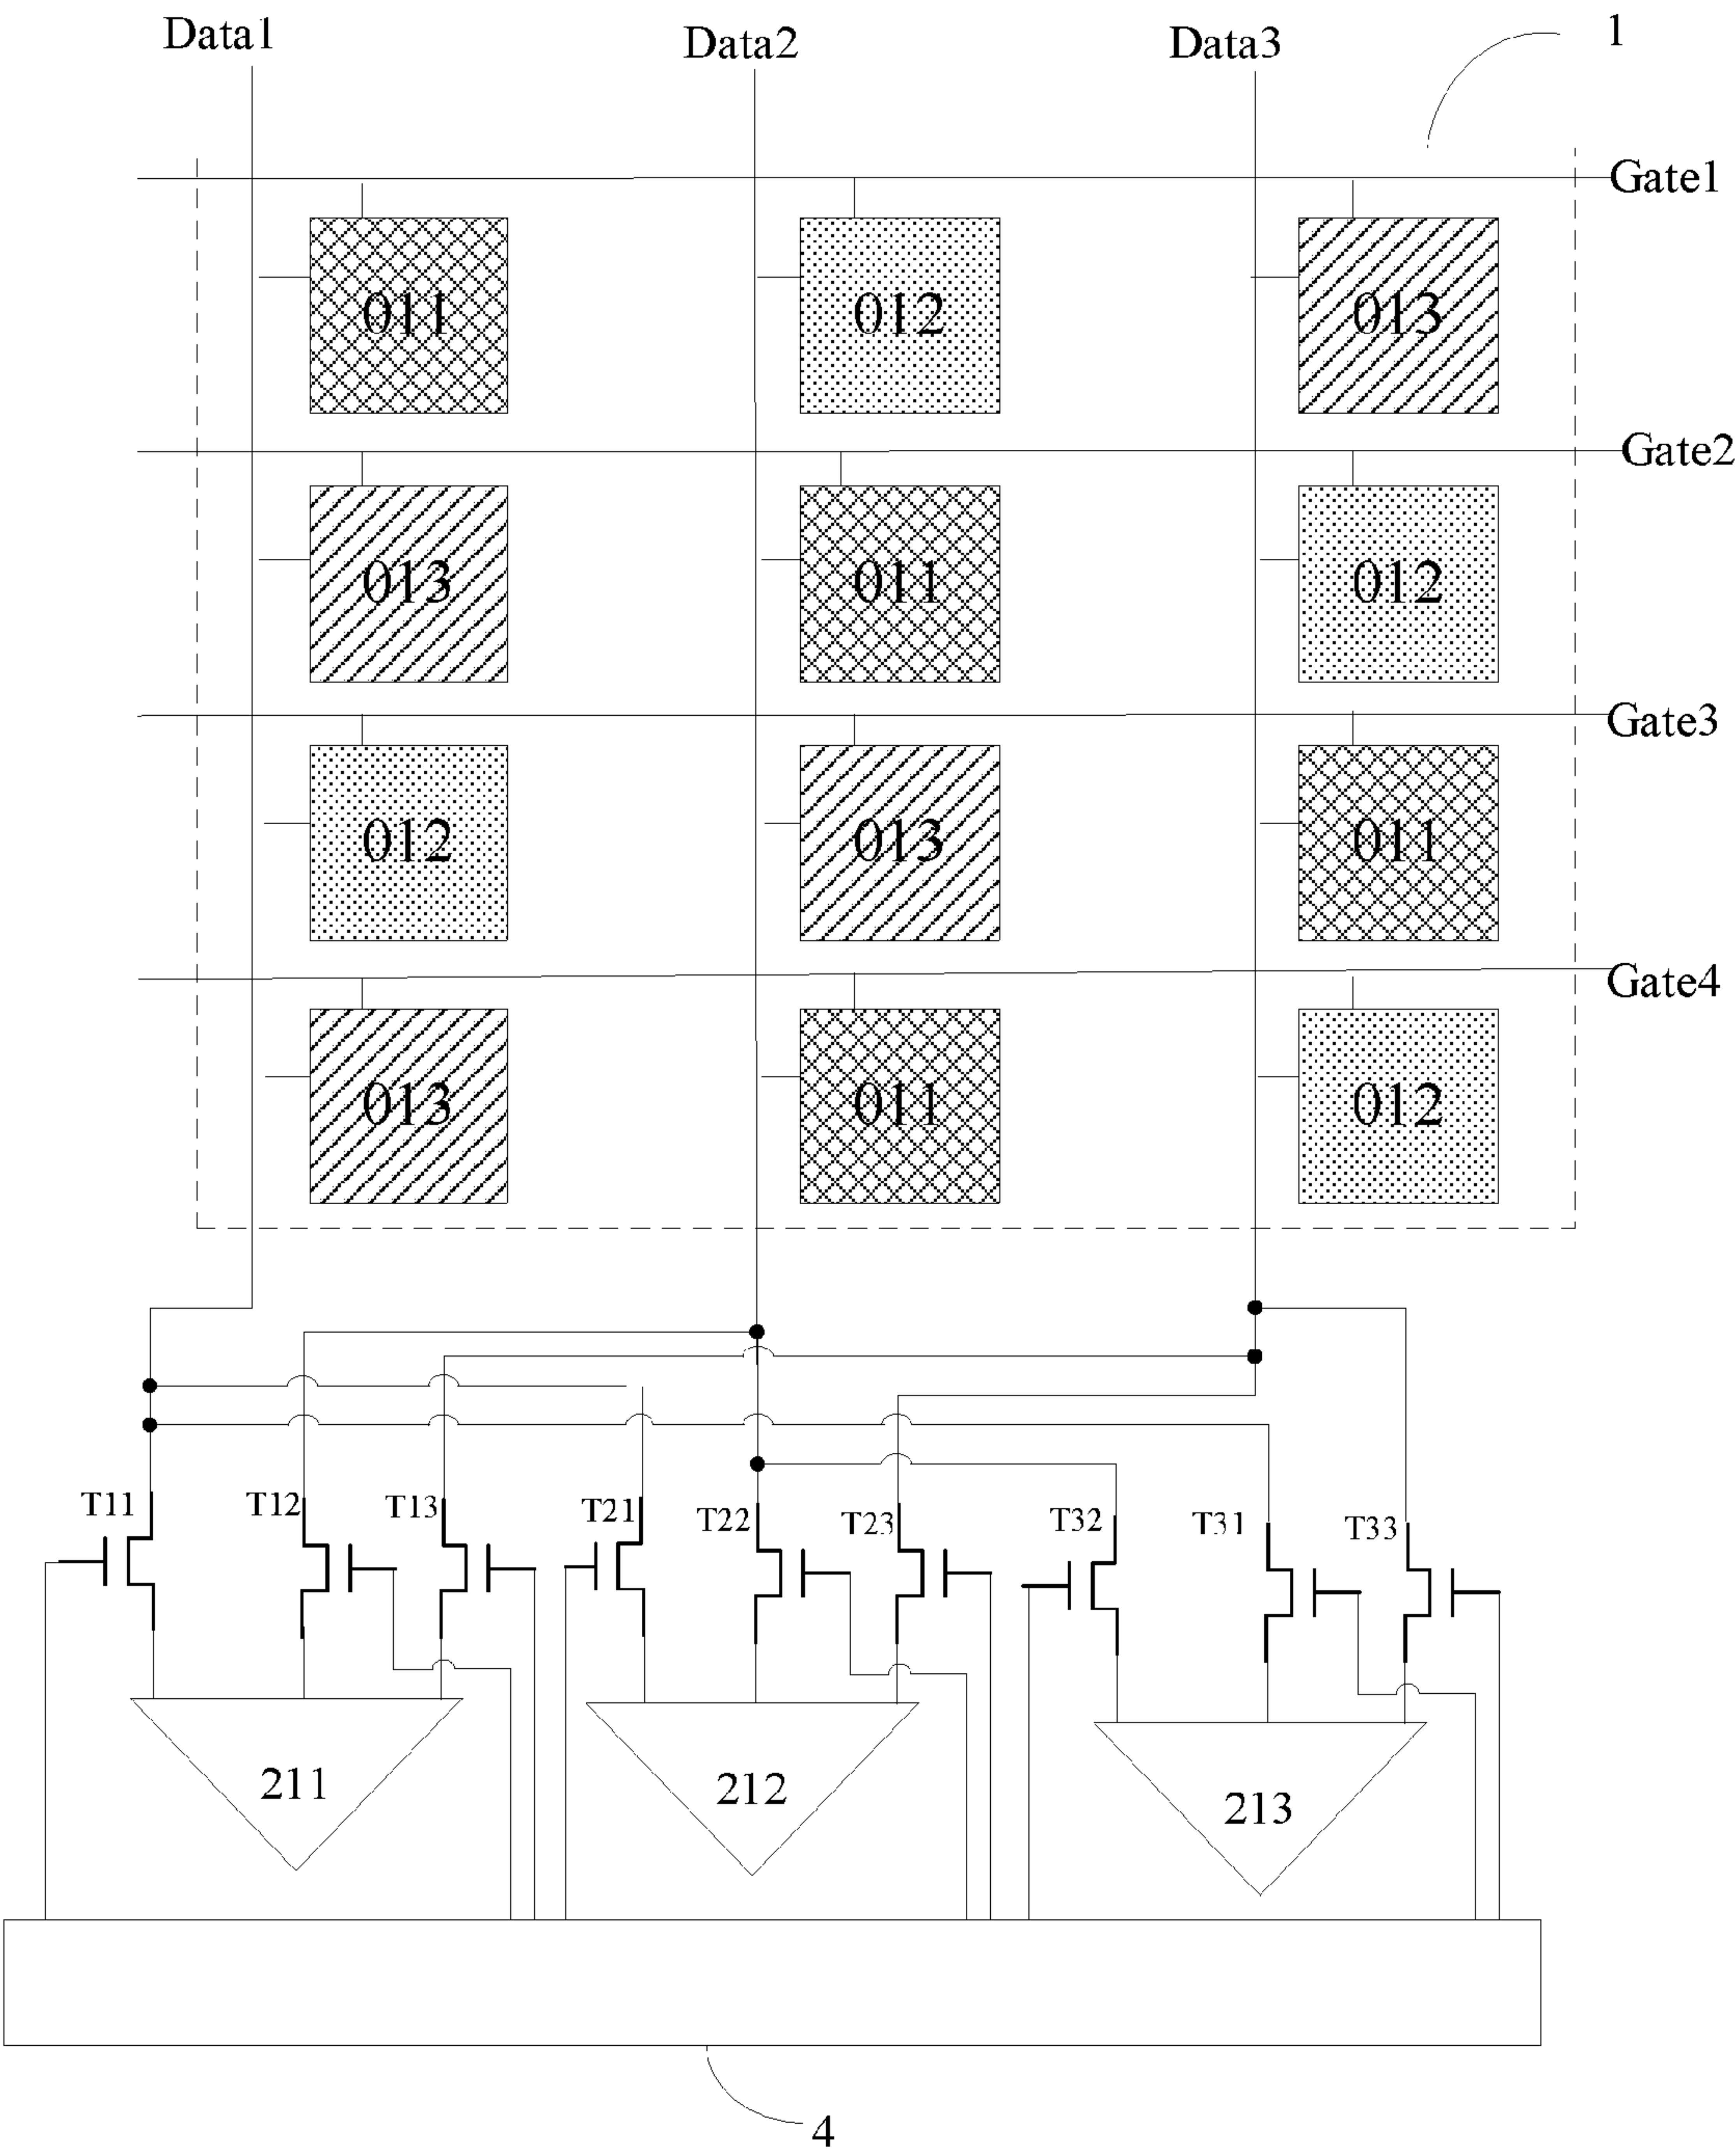 Data1 Data2 Data3 1
Gate1
011 012 013
Gate2
013 011 012
Gate3
012 013 011
Gate4
013 011 012
T11 T12 T13 T21 T22 T23 T32 T31 T33
211 212 213
4